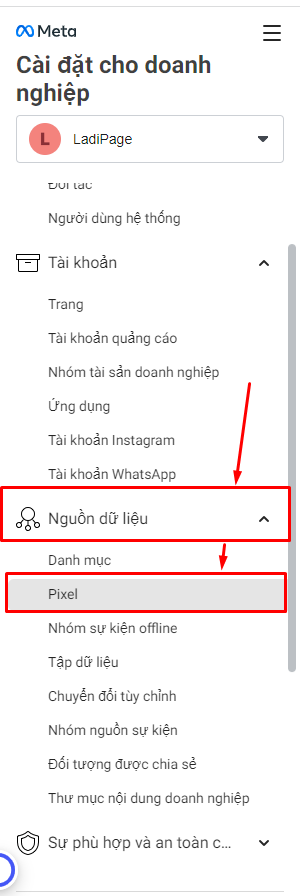 Meta
Cài đặt cho doanh
nghiệp
L LadiPage
Đối tác
Người dùng hệ thống
Tài khoản
Trang
Tài khoản quảng cáo
Nhóm tài sản doanh nghiệp
Ứng dụng
Tài khoản Instagram
Tài khoản WhatsApp
Nguồn dữ liệu
Danh mục
Pixel
Nhóm sự kiện offline
Tập dữ liệu
Chuyển đổi tùy chỉnh
Nhóm nguồn sự kiện
Đối tượng được chia sẻ
Thư mục nội dung doanh nghiệp
Sự phù hợp và an toàn c...